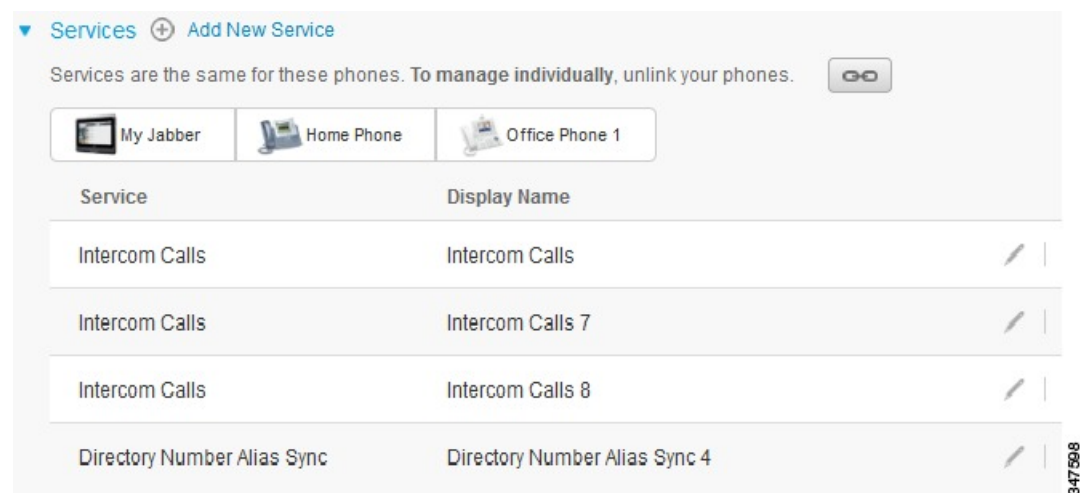 Services Add New Service
Services are the same for these phones. To manage individually, unlink your phones.
My Jabber Home Phone Office Phone 1
Service Display Name
Intercom Calls Intercom Calls
Intercom Calls Intercom Calls 7
Intercom Calls Intercom Calls 8
Directory Number Alias Sync Directory Number Alias Sync 4
347598